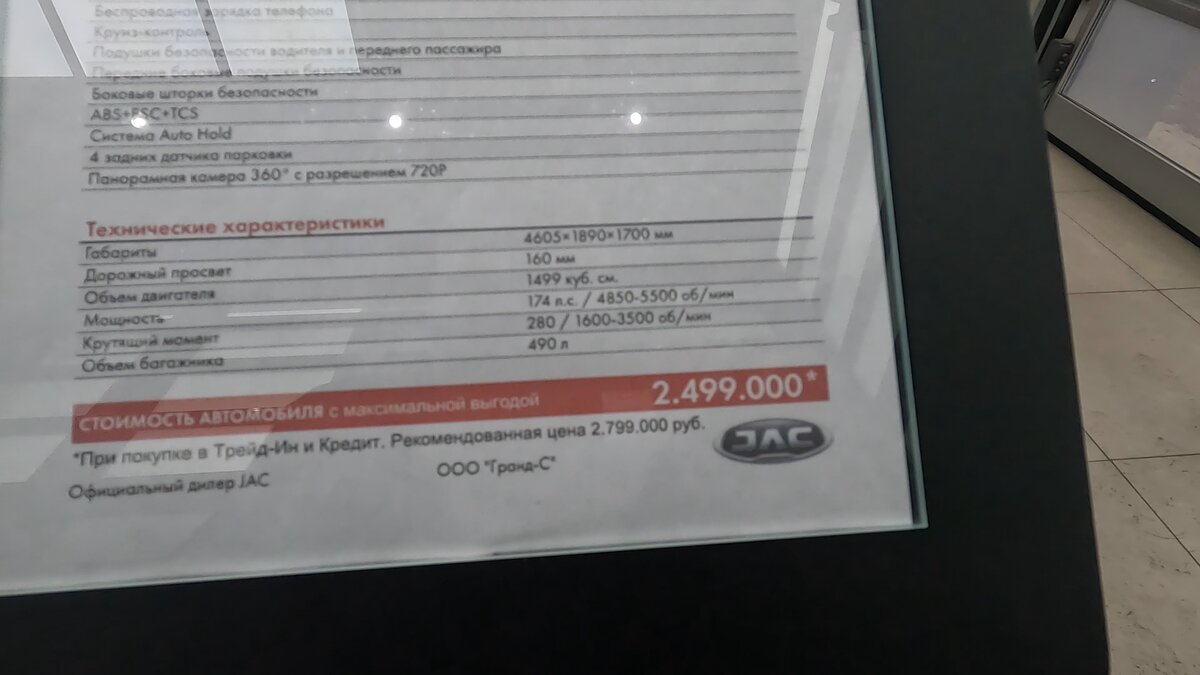 Беспроводная зарядка телефона
Круиз-контроль
Подушки безопасности водителя и переднего пассажира
Передние боковые подушки безопасности
Боковые шторки безопасности
ABS+ESC+TCS
Система Auto Hold
4 задних датчика парковки
Панорамная камера 360° с разрешением 720P
Технические характеристики
Габариты 4605×1890×1700 мм
Дорожный просвет 160 мм
Объем двигателя 1499 куб. см.
Мощность 174 л.с. / 4850-5500 об/мин
Крутящий момент 280 / 1600-3500 об/мин
Объем багажника 490 л
СТОИМОСТЬ АВТОМОБИЛЯ с максимальной выгодой 2.499.000*
*При покупке в Трейд-Ин и Кредит. Рекомендованная цена 2.799.000 руб.
JAC
Официальный дилер JAC ООО "Гранд-С"